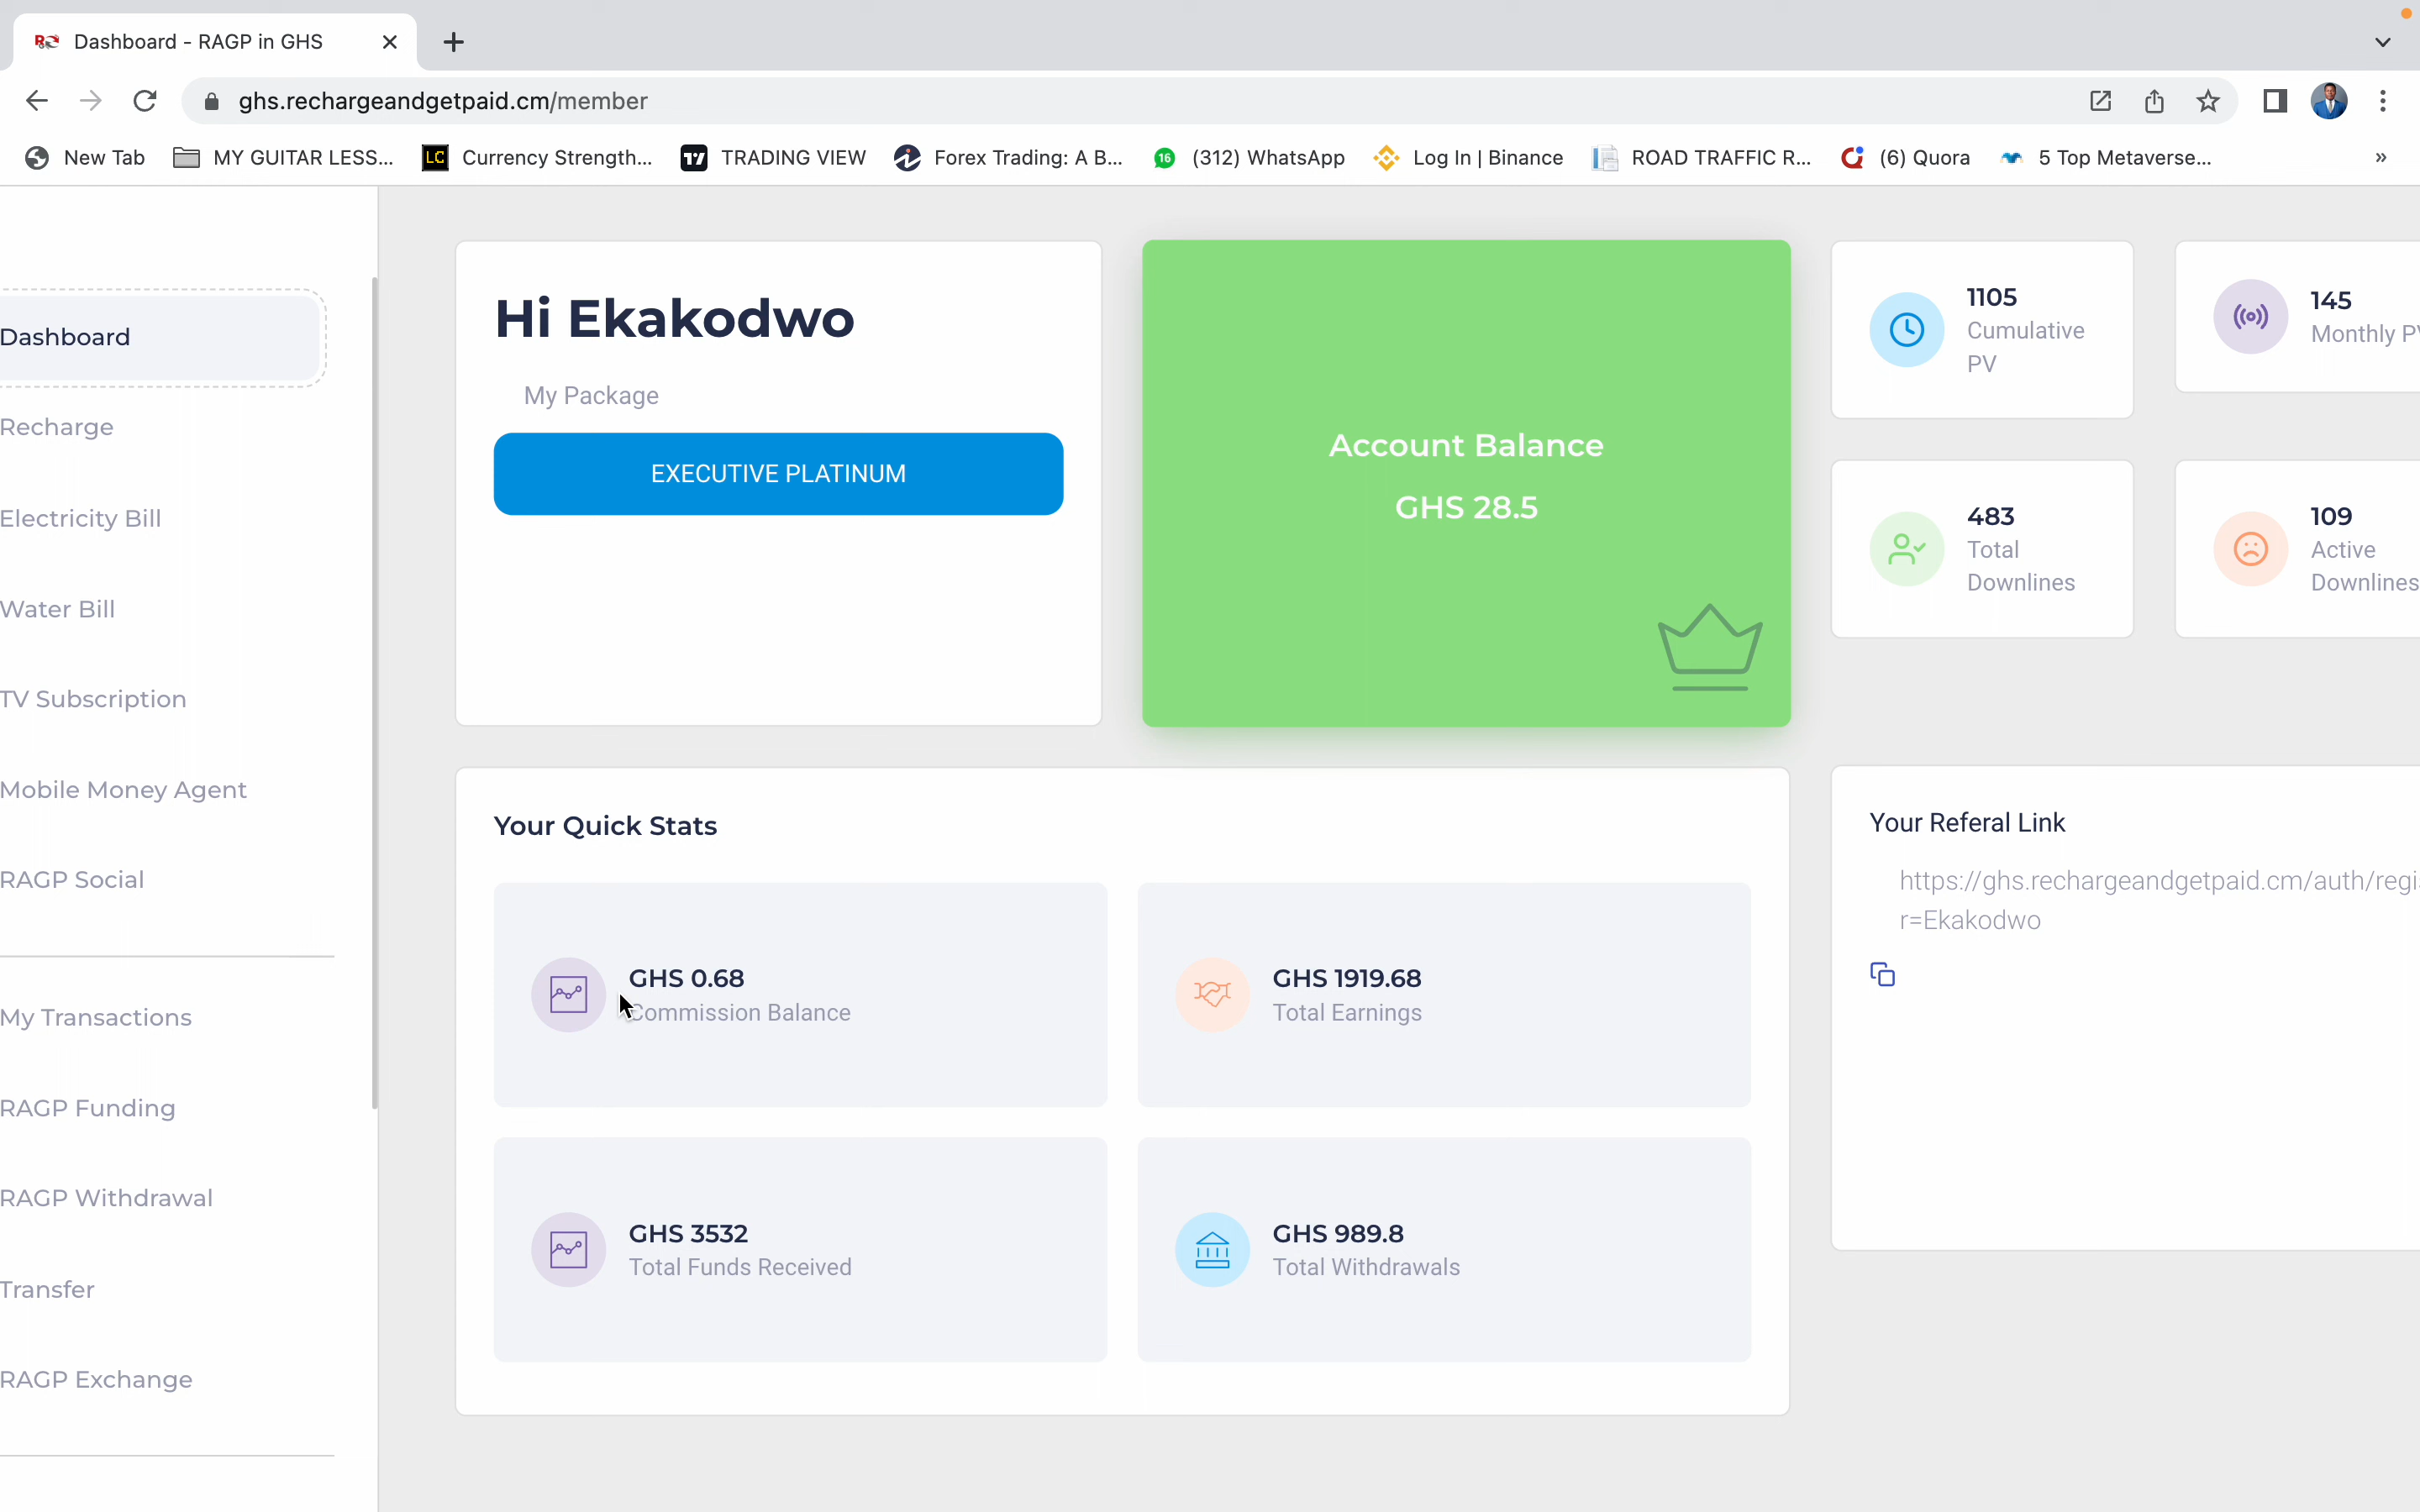 Dashboard - RAGP in GHS
ghs.rechargeandgetpaid.cm/member
New Tab
MY GUITAR LESS...
LC
Currency Strength...
TRADING VIEW
Forex Trading: A B...
16
(312) WhatsApp
Log In | Binance
ROAD TRAFFIC R...
(6) Quora
5 Top Metaverse...
»
Dashboard
Recharge
Electricity Bill
Water Bill
TV Subscription
Mobile Money Agent
RAGP Social
My Transactions
RAGP Funding
RAGP Withdrawal
Transfer
RAGP Exchange
Hi Ekakodwo
My Package
EXECUTIVE PLATINUM
Account Balance
GHS 28.5
1105
Cumulative
PV
145
Monthly PV
483
Total
Downlines
109
Active
Downlines
Your Quick Stats
GHS 0.68
Commission Balance
GHS 1919.68
Total Earnings
GHS 3532
Total Funds Received
GHS 989.8
Total Withdrawals
Your Referal Link
https://ghs.rechargeandgetpaid.cm/auth/regi
r=Ekakodwo